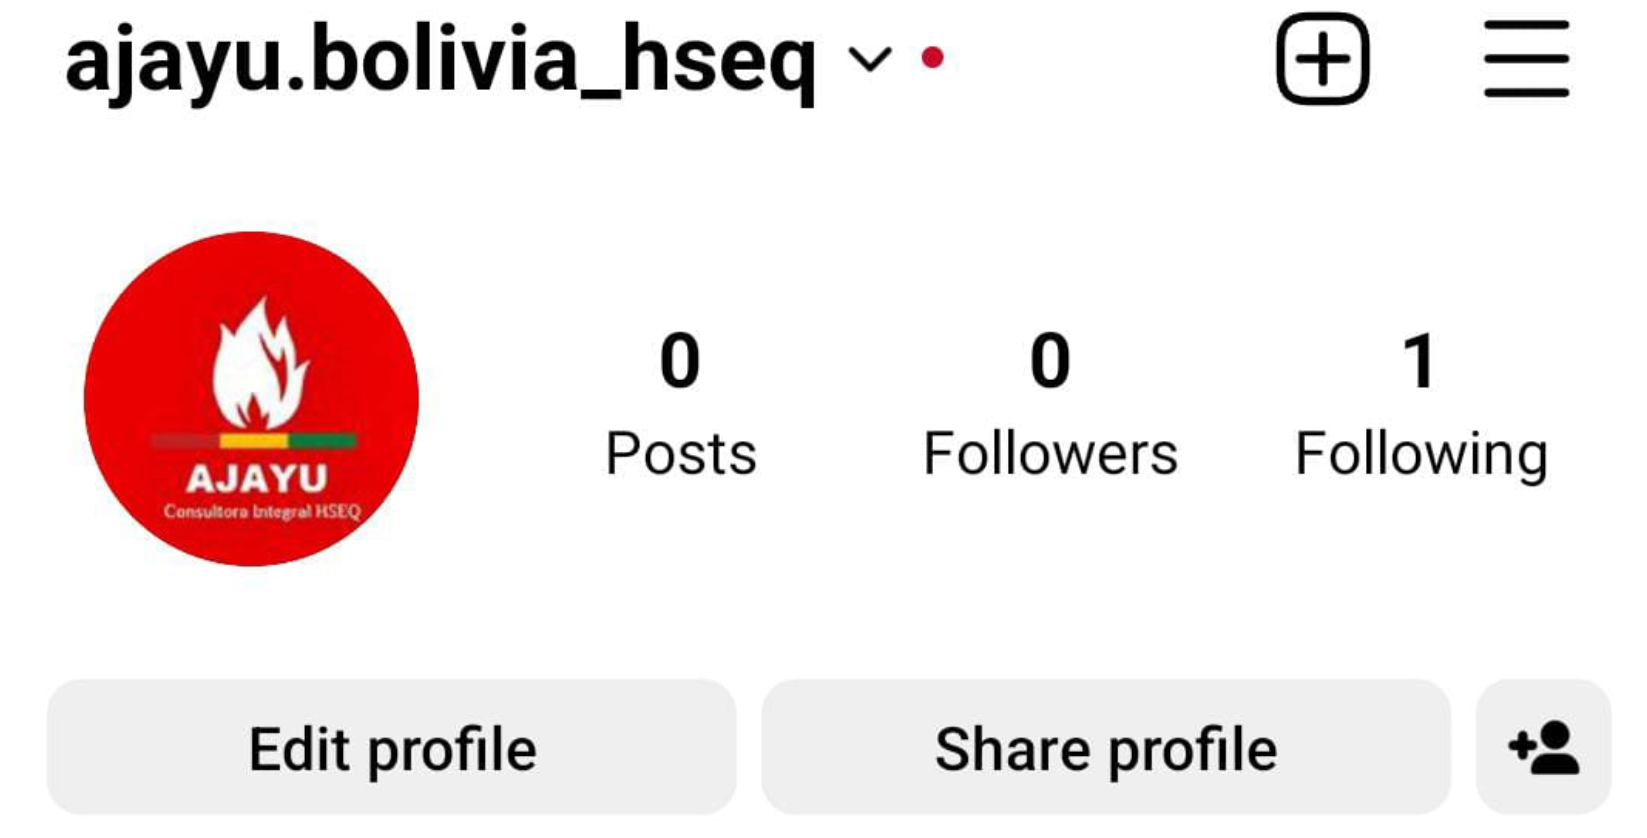 ajayu.bolivia_hseq
AJAYU
Consultora Integral HSEQ
0
Posts
0
Followers
1
Following
Edit profile
Share profile